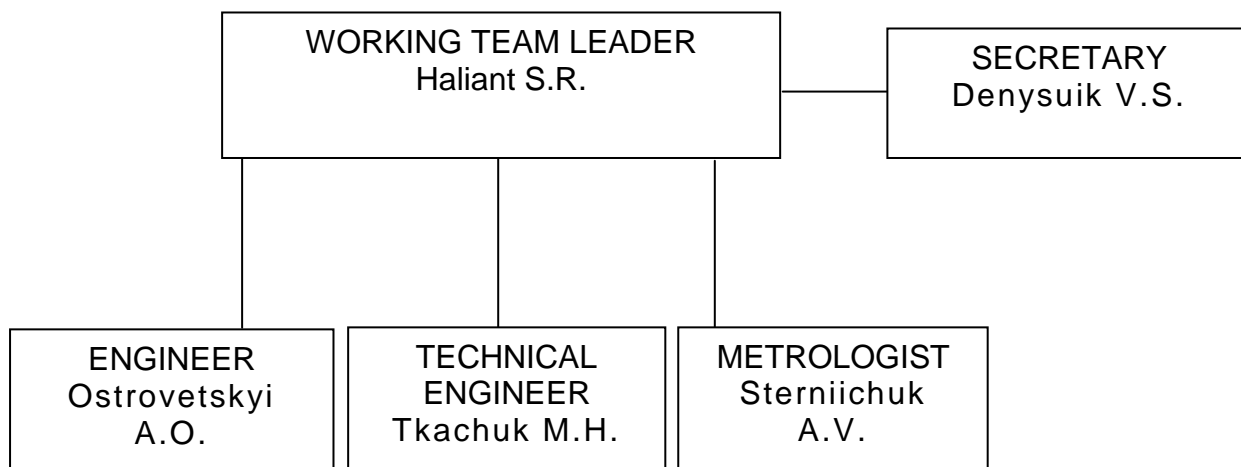 WORKING TEAM LEADER
Haliant S.R.
SECRETARY
Denysuik V.S.
ENGINEER
Ostrovetskyi
A.O.
TECHNICAL
ENGINEER
Tkachuk M.H.
METROLOGIST
Sterniichuk
A.V.